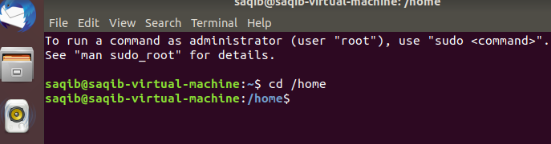 saqib@saqib-virtual-machine: /home
File Edit View Search Terminal Help
To run a command as administrator (user "root"), use "sudo <command>".
See "man sudo_root" for details.
saqib@saqib-virtual-machine:~$ cd /home
saqib@saqib-virtual-machine:/home$